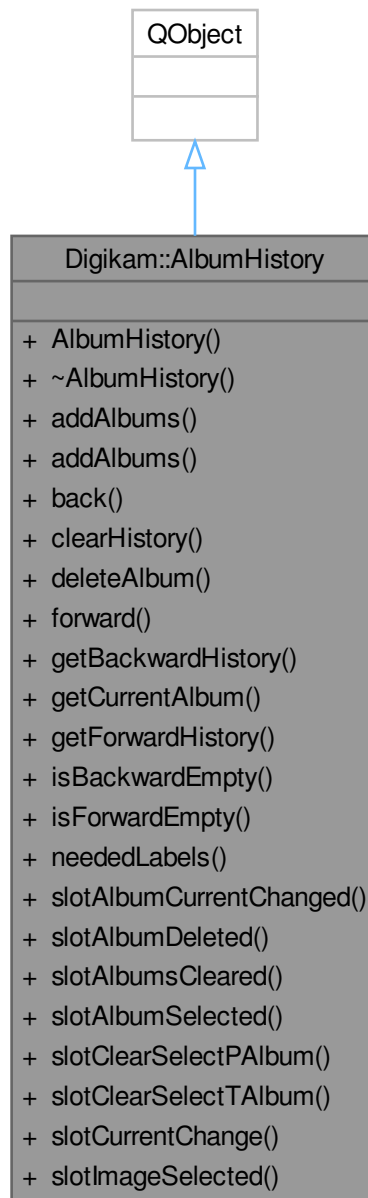 QObject
Digikam::AlbumHistory
+ AlbumHistory()
+ ~AlbumHistory()
+ addAlbums()
+ addAlbums()
+ back()
+ clearHistory()
+ deleteAlbum()
+ forward()
+ getBackwardHistory()
+ getCurrentAlbum()
+ getForwardHistory()
+ isBackwardEmpty()
+ isForwardEmpty()
+ neededLabels()
+ slotAlbumCurrentChanged()
+ slotAlbumDeleted()
+ slotAlbumsCleared()
+ slotAlbumSelected()
+ slotClearSelectPAlbum()
+ slotClearSelectTAlbum()
+ slotCurrentChange()
+ slotImageSelected()